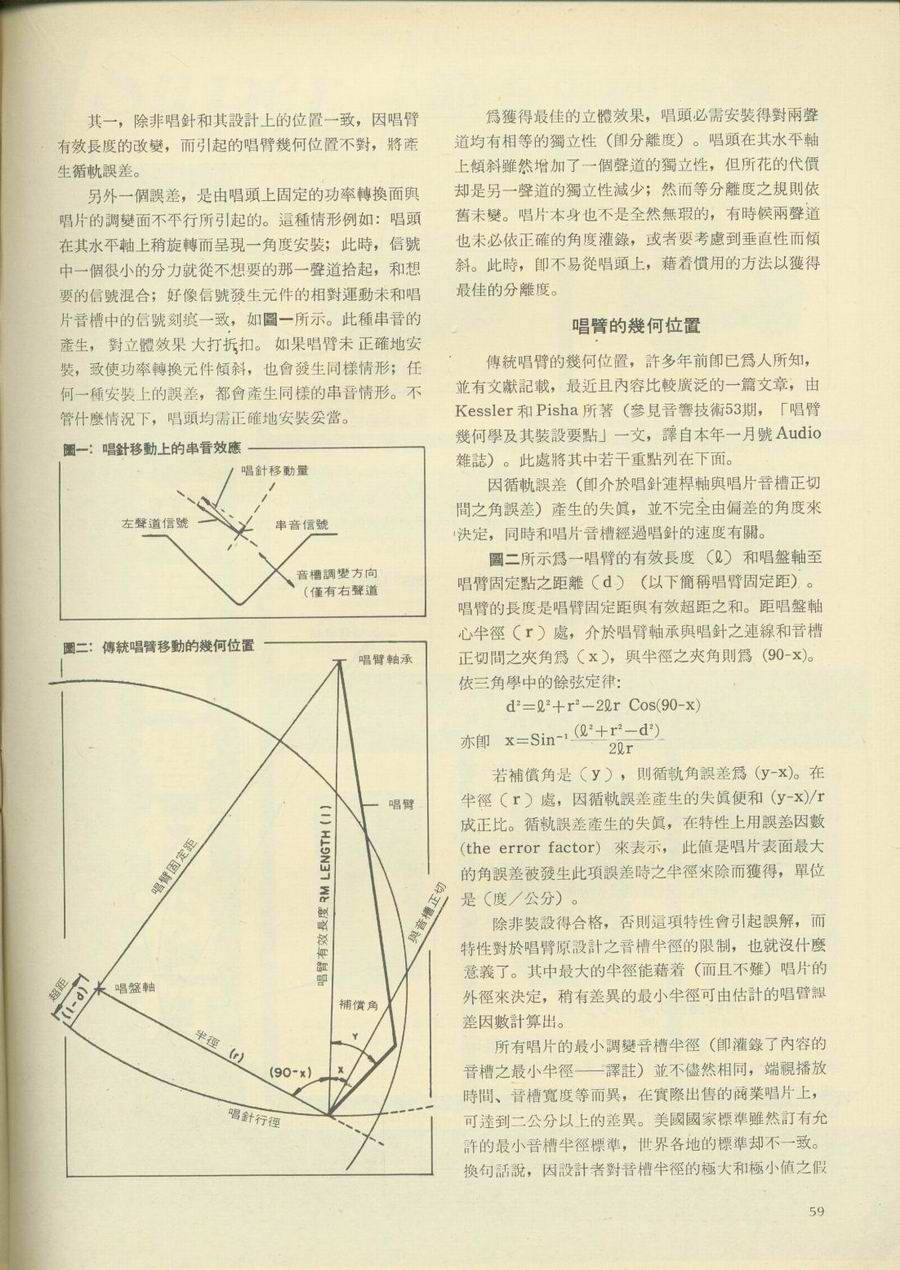 其一，除非唱針和其設計上的位置一致，因唱臂
有效長度的改變，而引起的唱臂幾何位置不對，將產
生循軌誤差。
另外一個誤差，是由唱頭上固定的功率轉換面與
唱片的調變面不平行所引起的。這種情形例如：唱頭
在其水平軸上稍旋轉而呈現一角度安裝；此時，信號
中一個很小的分力就從不想要的那一聲道拾起，和想
要的信號混合；好像信號發生元件的相對運動未和唱
片音槽中的信號刻痕一致，如圖一所示。此種串音的
產生，對立體效果大打折扣。如果唱臂未正確地安
裝，致使功率轉換元件傾斜，也會發生同樣情形；任
何一種安裝上的誤差，都會產生同樣的串音情形。不
管什麼情況下，唱頭均需正確地安裝妥當。
圖一：唱針移動上的串音效應
唱針移動量
左聲道信號
串音信號
音槽調變方向
（僅有右聲道
圖二：傳統唱臂移動的幾何位置
唱臂軸承
唱臂
唱臂固定距
唱臂有效長度 RM LENGTH (l)
與音槽正切
超距
(l-d)
唱盤軸
補償角
Y
半徑 (r)
(90-x)
X
唱針行徑
爲獲得最佳的立體效果，唱頭必需安裝得對兩聲
道均有相等的獨立性（卽分離度）。唱頭在其水平軸
上傾斜雖然增加了一個聲道的獨立性，但所花的代價
却是另一聲道的獨立性減少；然而等分離度之規則依
舊未變。唱片本身也不是全然無瑕的，有時候兩聲道
也未必依正確的角度灌錄，或者要考慮到垂直性而傾
斜。此時，卽不易從唱頭上，藉着慣用的方法以獲得
最佳的分離度。
唱臂的幾何位置
傳統唱臂的幾何位置，許多年前卽已爲人所知，
並有文獻記載，最近且內容比較廣泛的一篇文章，由
Kessler 和 Pisha 所著（參見音響技術53期，「唱臂
幾何學及其裝設要點」一文，譯自本年一月號 Audio
雜誌）。此處將其中若干重點列在下面。
因循軌誤差（卽介於唱針連桿軸與唱片音槽正切
間之角誤差）產生的失眞，並不完全由偏差的角度來
決定，同時和唱片音槽經過唱針的速度有關。
圖二所示爲一唱臂的有效長度（ℓ）和唱盤軸至
唱臂固定點之距離（d）（以下簡稱唱臂固定距）。
唱臂的長度是唱臂固定距與有效超距之和。距唱盤軸
心半徑（r）處，介於唱臂軸承與唱針之連線和音槽
正切間之夾角爲（x），與半徑之夾角則爲（90-x)。
依三角學中的餘弦定律：
d²=ℓ²+r²−2ℓr Cos(90-x)
亦卽 x=Sin⁻¹ (ℓ²+r²−d²) / 2ℓr
若補償角是（y），則循軌角誤差爲 (y-x)。在
半徑（r）處，因循軌誤差產生的失眞便和 (y-x)/r
成正比。循軌誤差產生的失眞，在特性上用誤差因數
(the error factor) 來表示，此値是唱片表面最大
的角誤差被發生此項誤差時之半徑來除而獲得，單位
是（度／公分）。
除非裝設得合格，否則這項特性會引起誤解，而
特性對於唱臂原設計之音槽半徑的限制，也就沒什麼
意義了。其中最大的半徑能藉着（而且不難）唱片的
外徑來決定，稍有差異的最小半徑可由估計的唱臂誤
差因數計算出。
所有唱片的最小調變音槽半徑（卽灌錄了內容的
音槽之最小半徑——譯註）並不儘然相同，端視播放
時間、音槽寬度等而異，在實際出售的商業唱片上，
可達到二公分以上的差異。美國國家標準雖然訂有允
許的最小音槽半徑標準，世界各地的標準却不一致。
換句話說，因設計者對音槽半徑的極大和極小値之假
59